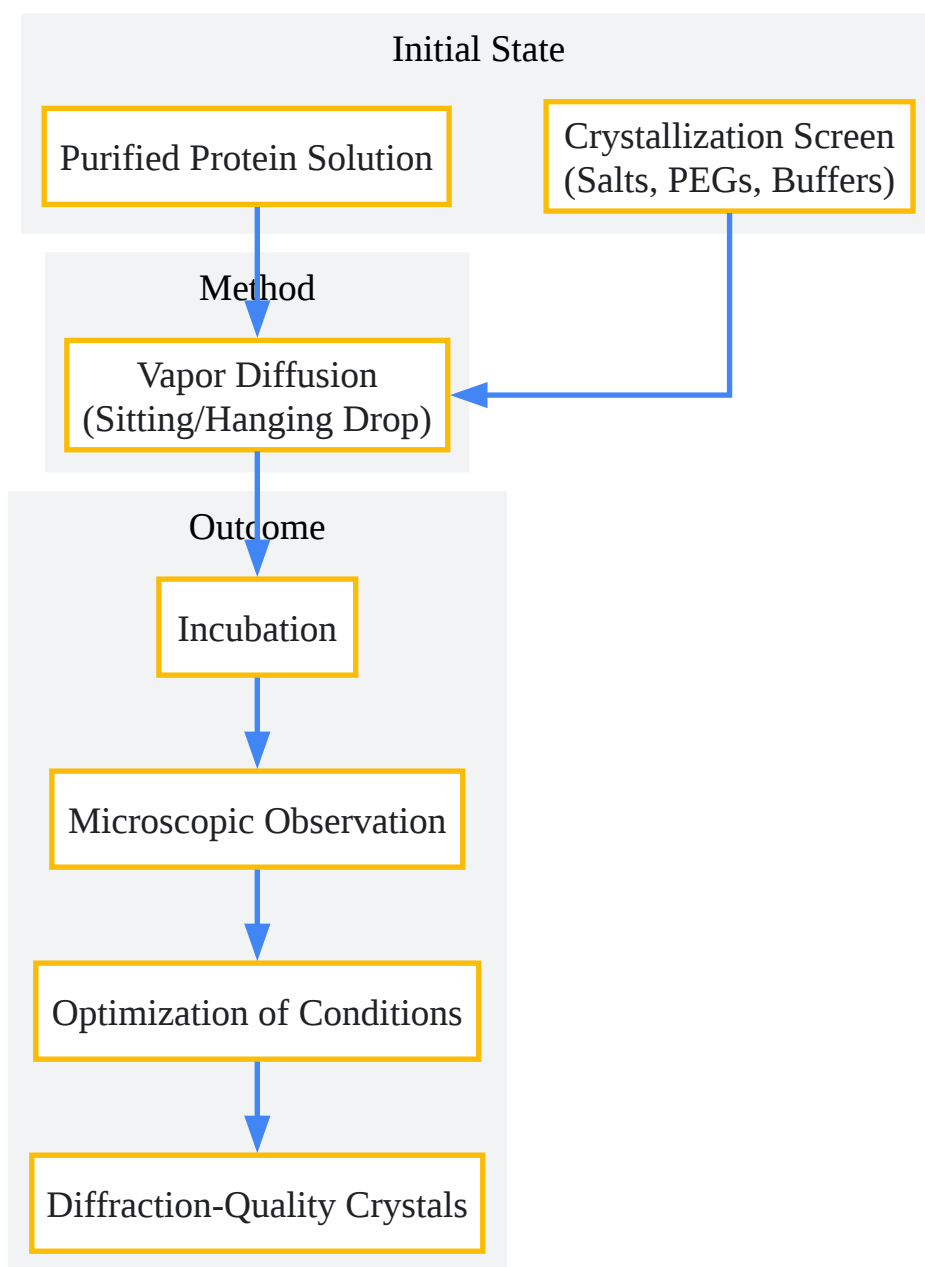 Initial State
Purified Protein Solution
Crystallization Screen
(Salts, PEGs, Buffers)
Method
Vapor Diffusion
(Sitting/Hanging Drop)
Outcome
Incubation
Microscopic Observation
Optimization of Conditions
Diffraction-Quality Crystals